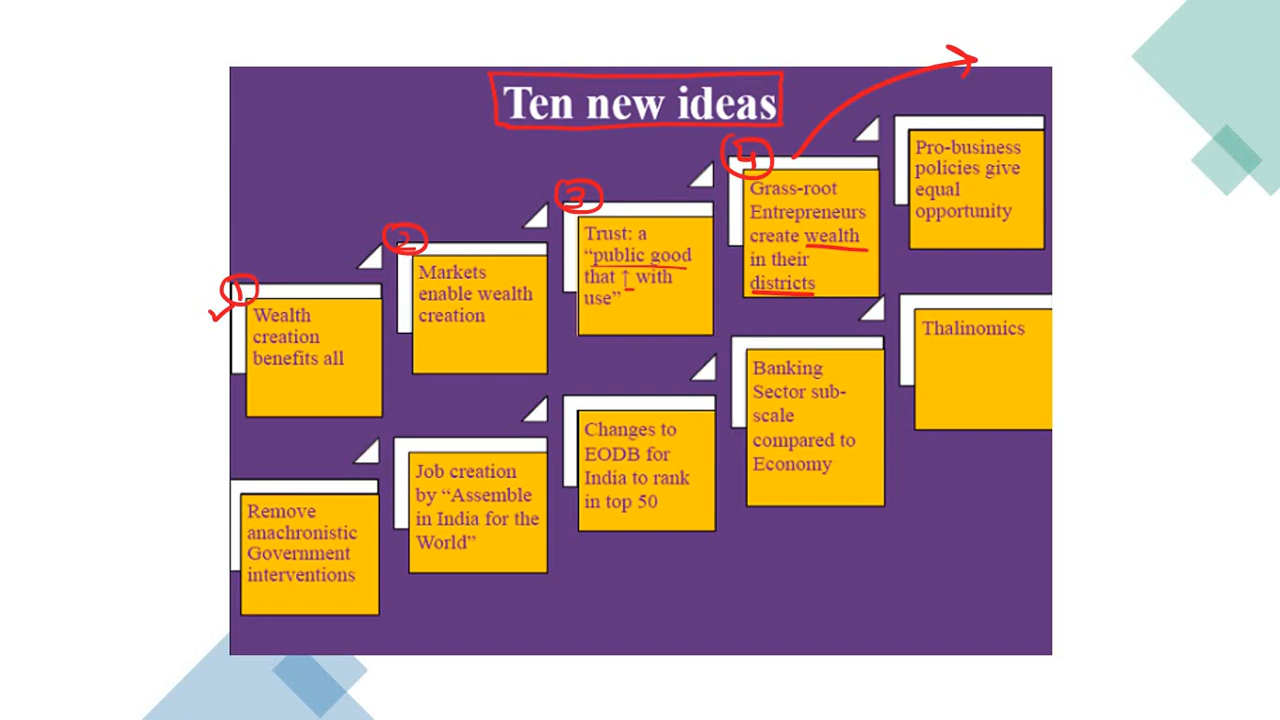 Ten new ideas
1
Wealth
creation
benefits all
2
Markets
enable wealth
creation
3
Trust: a
“public good
that ↑ with
use”
4
Grass-root
Entrepreneurs
create wealth
in their
districts
Pro-business
policies give
equal
opportunity
Remove
anachronistic
Government
interventions
Job creation
by “Assemble
in India for the
World”
Changes to
EODB for
India to rank
in top 50
Banking
Sector sub-
scale
compared to
Economy
Thalinomics